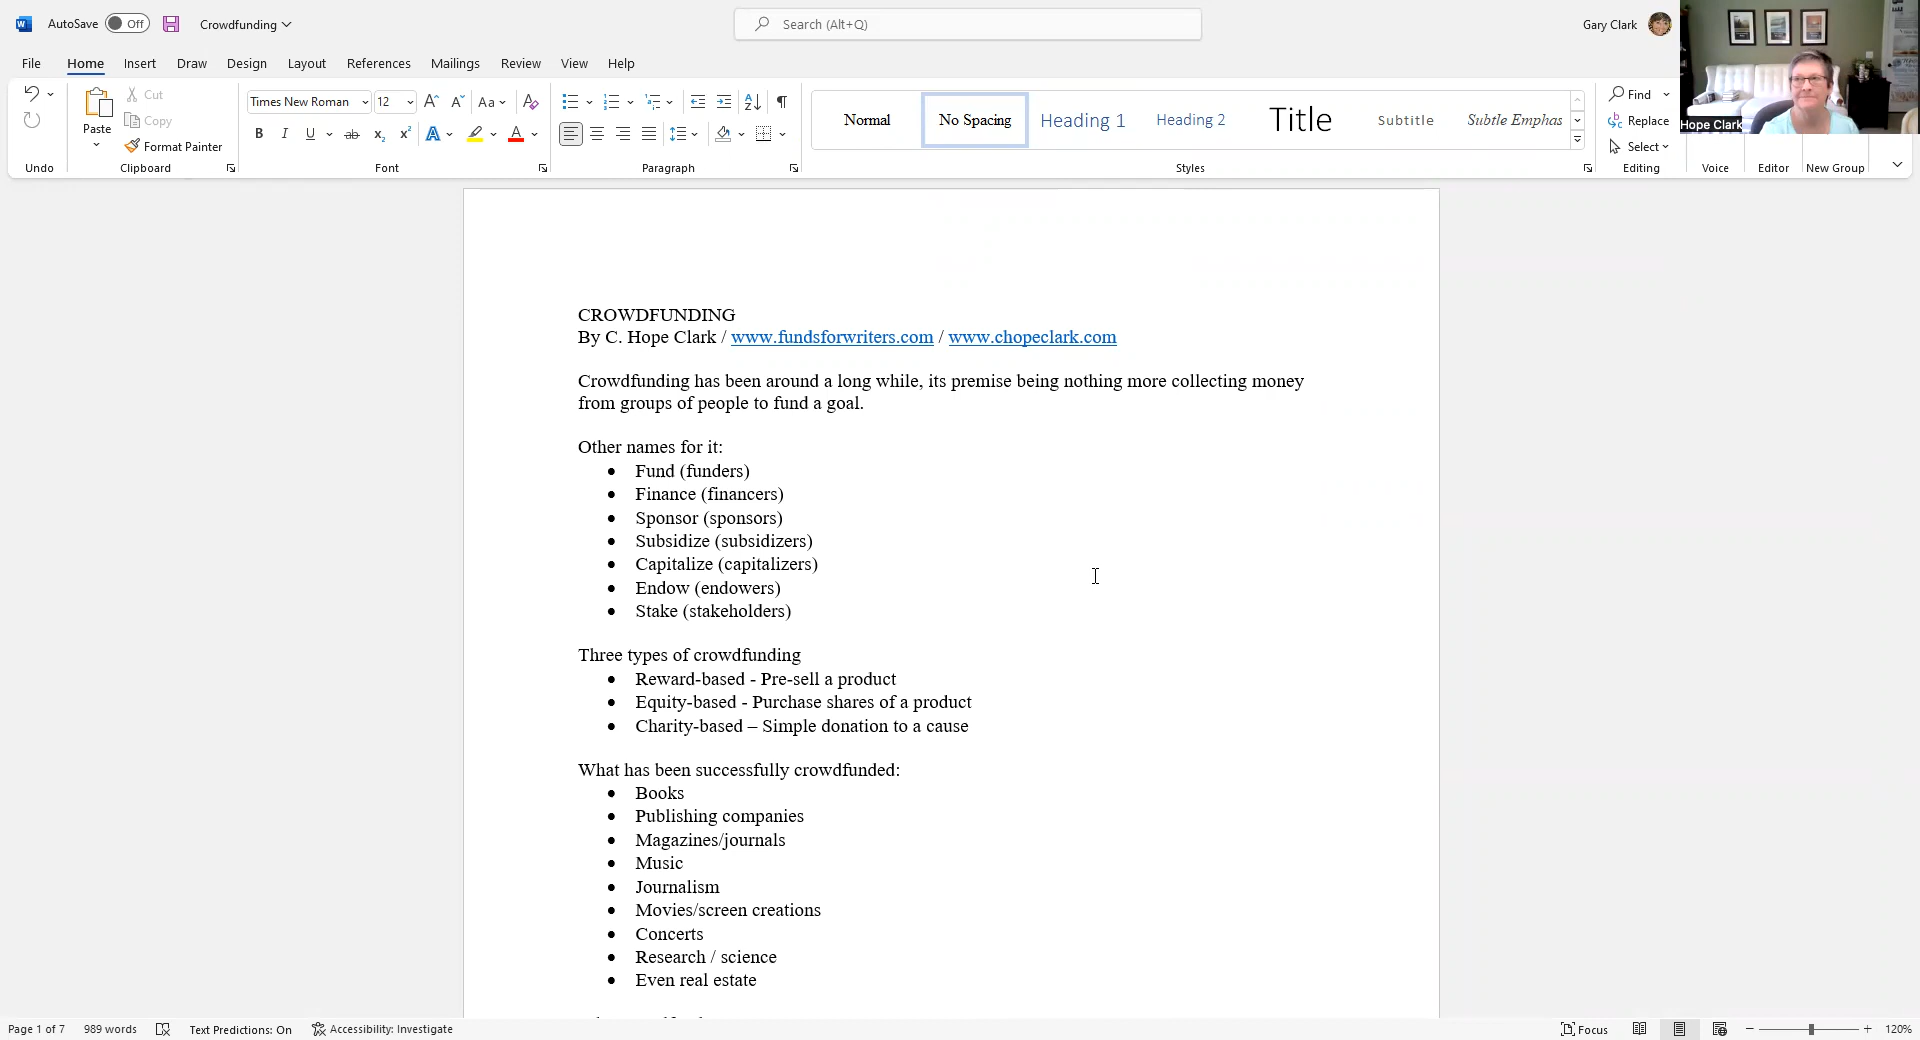 AutoSave Off Crowdfunding Search (Alt+Q) Gary Clark
File Home Insert Draw Design Layout References Mailings Review View Help
Hope Clark
Undo
Paste
Cut
Copy
Format Painter
Clipboard
Times New Roman 12 Aa
B I U ab x₂ x² A A
Font
Paragraph
Normal No Spacing Heading 1 Heading 2 Title Subtitle Subtle Emphas
Styles
Find
Replace
Select
Editing
Voice
Editor
New Group
CROWDFUNDING
By C. Hope Clark / www.fundsforwriters.com / www.chopeclark.com
Crowdfunding has been around a long while, its premise being nothing more collecting money
from groups of people to fund a goal.
Other names for it:
• Fund (funders)
• Finance (financers)
• Sponsor (sponsors)
• Subsidize (subsidizers)
• Capitalize (capitalizers)
• Endow (endowers)
• Stake (stakeholders)
Three types of crowdfunding
• Reward-based - Pre-sell a product
• Equity-based - Purchase shares of a product
• Charity-based – Simple donation to a cause
What has been successfully crowdfunded:
• Books
• Publishing companies
• Magazines/journals
• Music
• Journalism
• Movies/screen creations
• Concerts
• Research / science
• Even real estate
Page 1 of 7 989 words Text Predictions: On Accessibility: Investigate Focus 120%